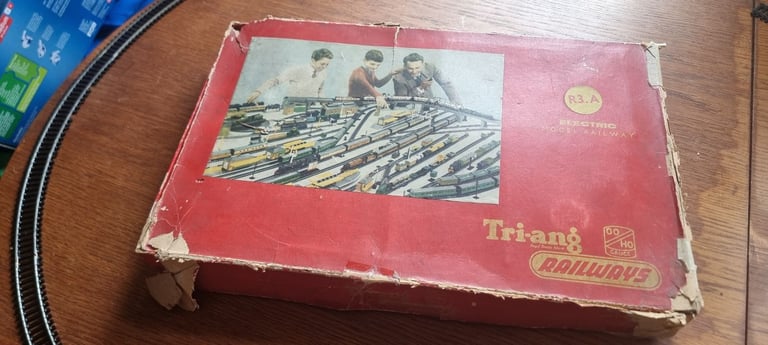 R3.A
ELECTRIC
MODEL RAILWAY
Tri-ang
OO
HO
GAUGE
RAILWAYS